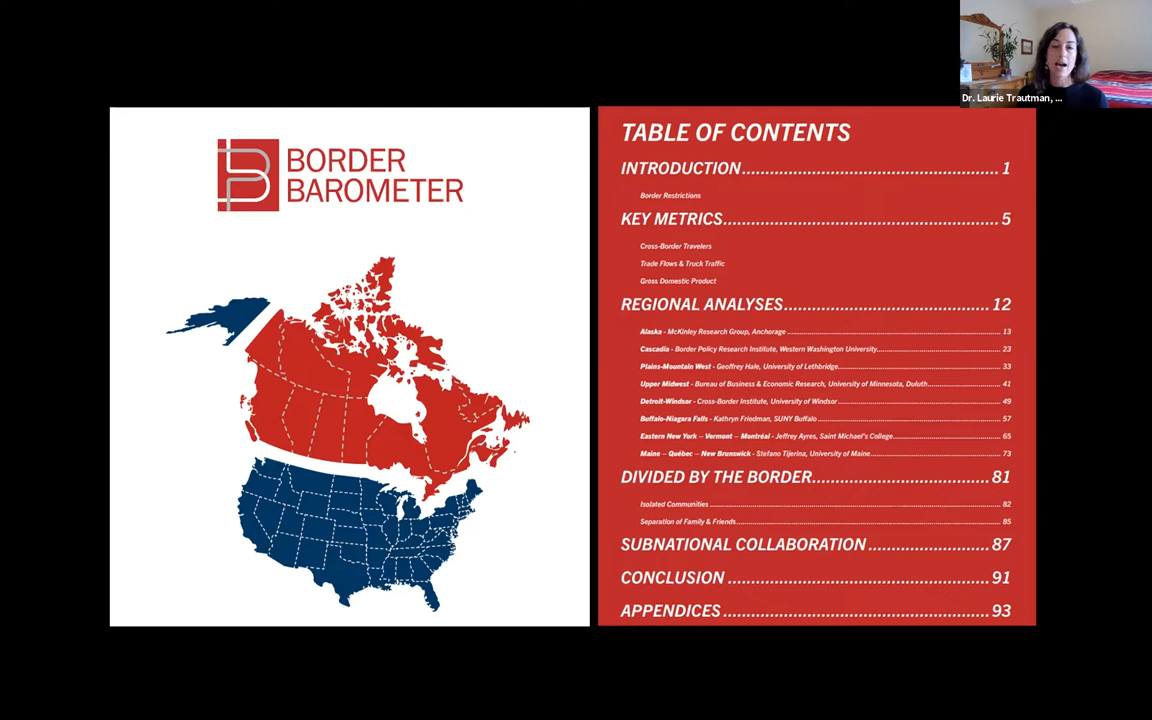 Dr. Laurie Trautman, ...
BORDER
BAROMETER
TABLE OF CONTENTS
INTRODUCTION 1
Border Restrictions
KEY METRICS 5
Cross-Border Travelers
Trade Flows & Truck Traffic
Gross Domestic Product
REGIONAL ANALYSES 12
Alaska - McKinley Research Group, Anchorage 13
Cascadia - Border Policy Research Institute, Western Washington University 23
Plains-Mountain West - Geoffrey Hale, University of Lethbridge 33
Upper Midwest - Bureau of Business & Economic Research, University of Minnesota, Duluth 41
Detroit-Windsor - Cross-Border Institute, University of Windsor 49
Buffalo-Niagara Falls - Kathryn Friedman, SUNY Buffalo 57
Eastern New York – Vermont – Montréal - Jeffrey Ayres, Saint Michael's College 65
Maine – Québec – New Brunswick - Stefano Tijerina, University of Maine 73
DIVIDED BY THE BORDER 81
Isolated Communities 82
Separation of Family & Friends 85
SUBNATIONAL COLLABORATION 87
CONCLUSION 91
APPENDICES 93